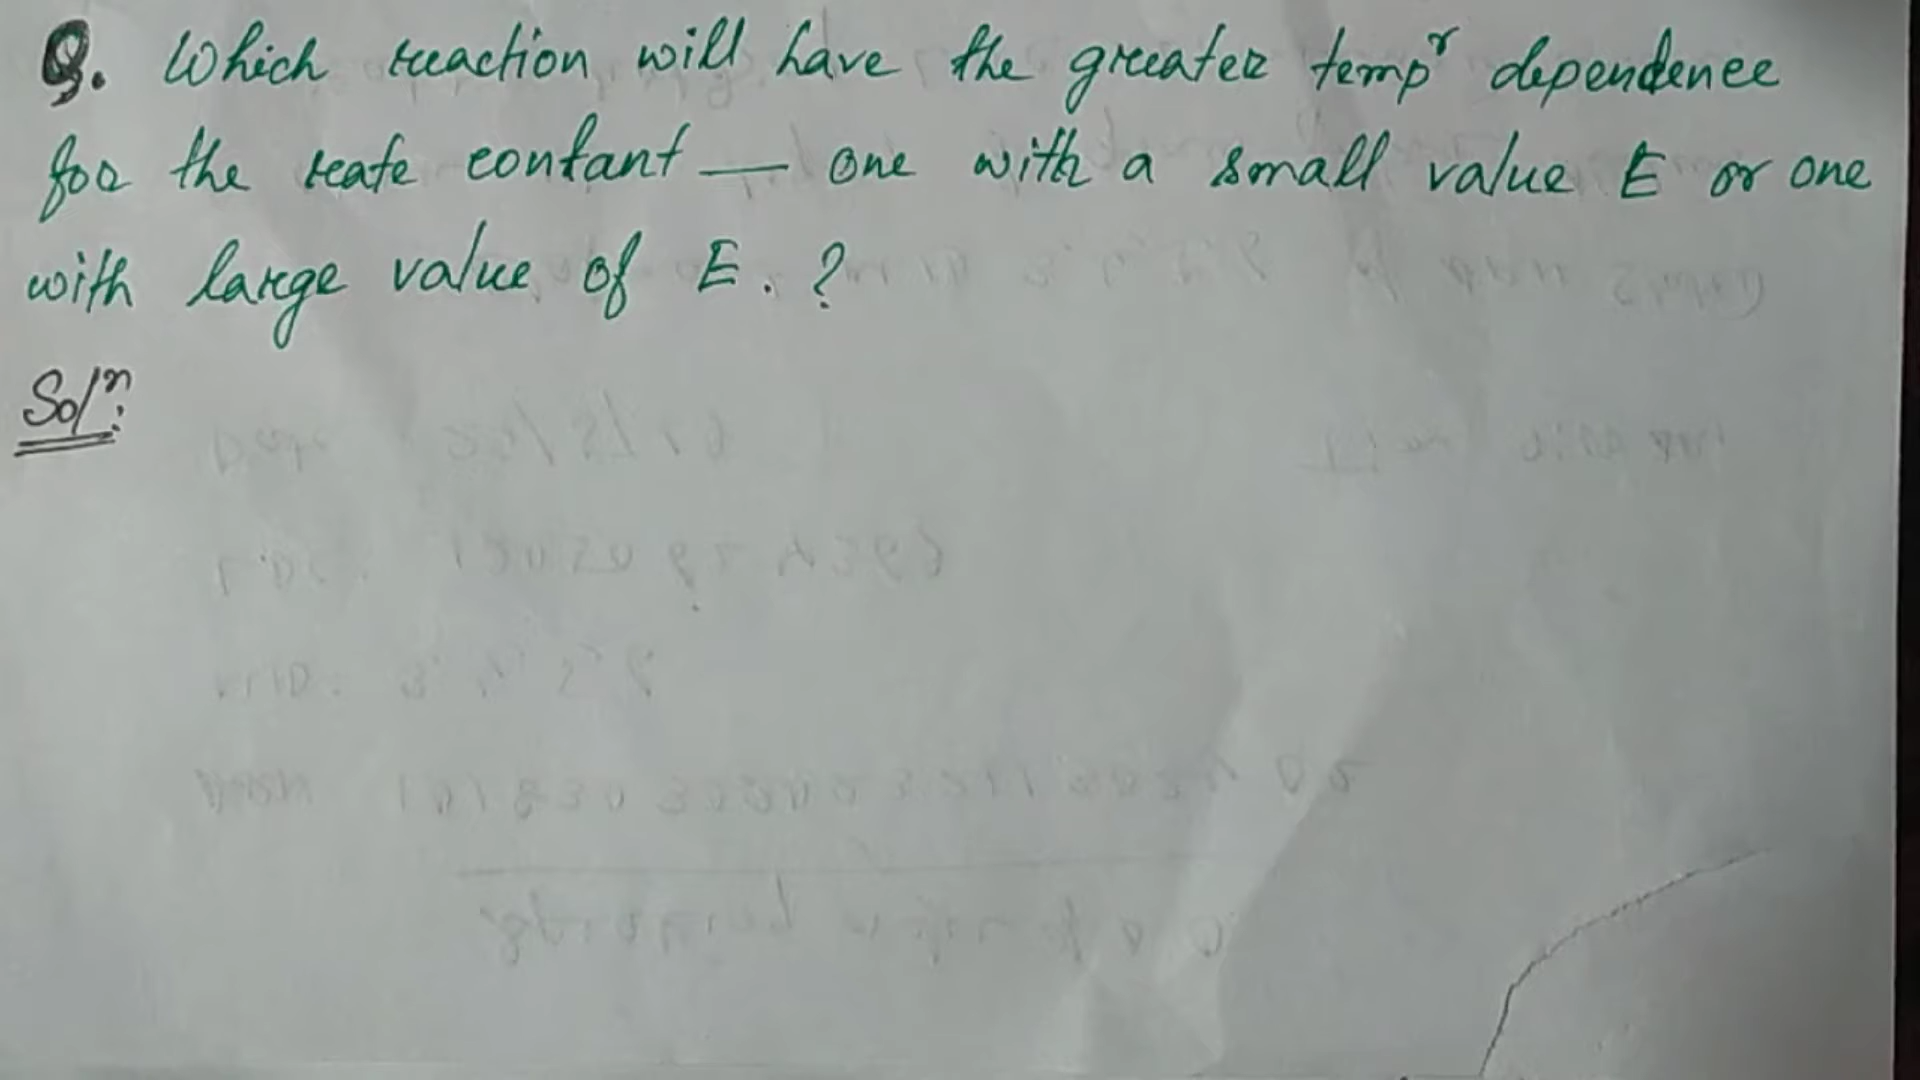 Q. Which reaction will have the greater tempʳ dependence
for the rate contant — one with a small value E or one
with large value of E. ?
Solⁿ: